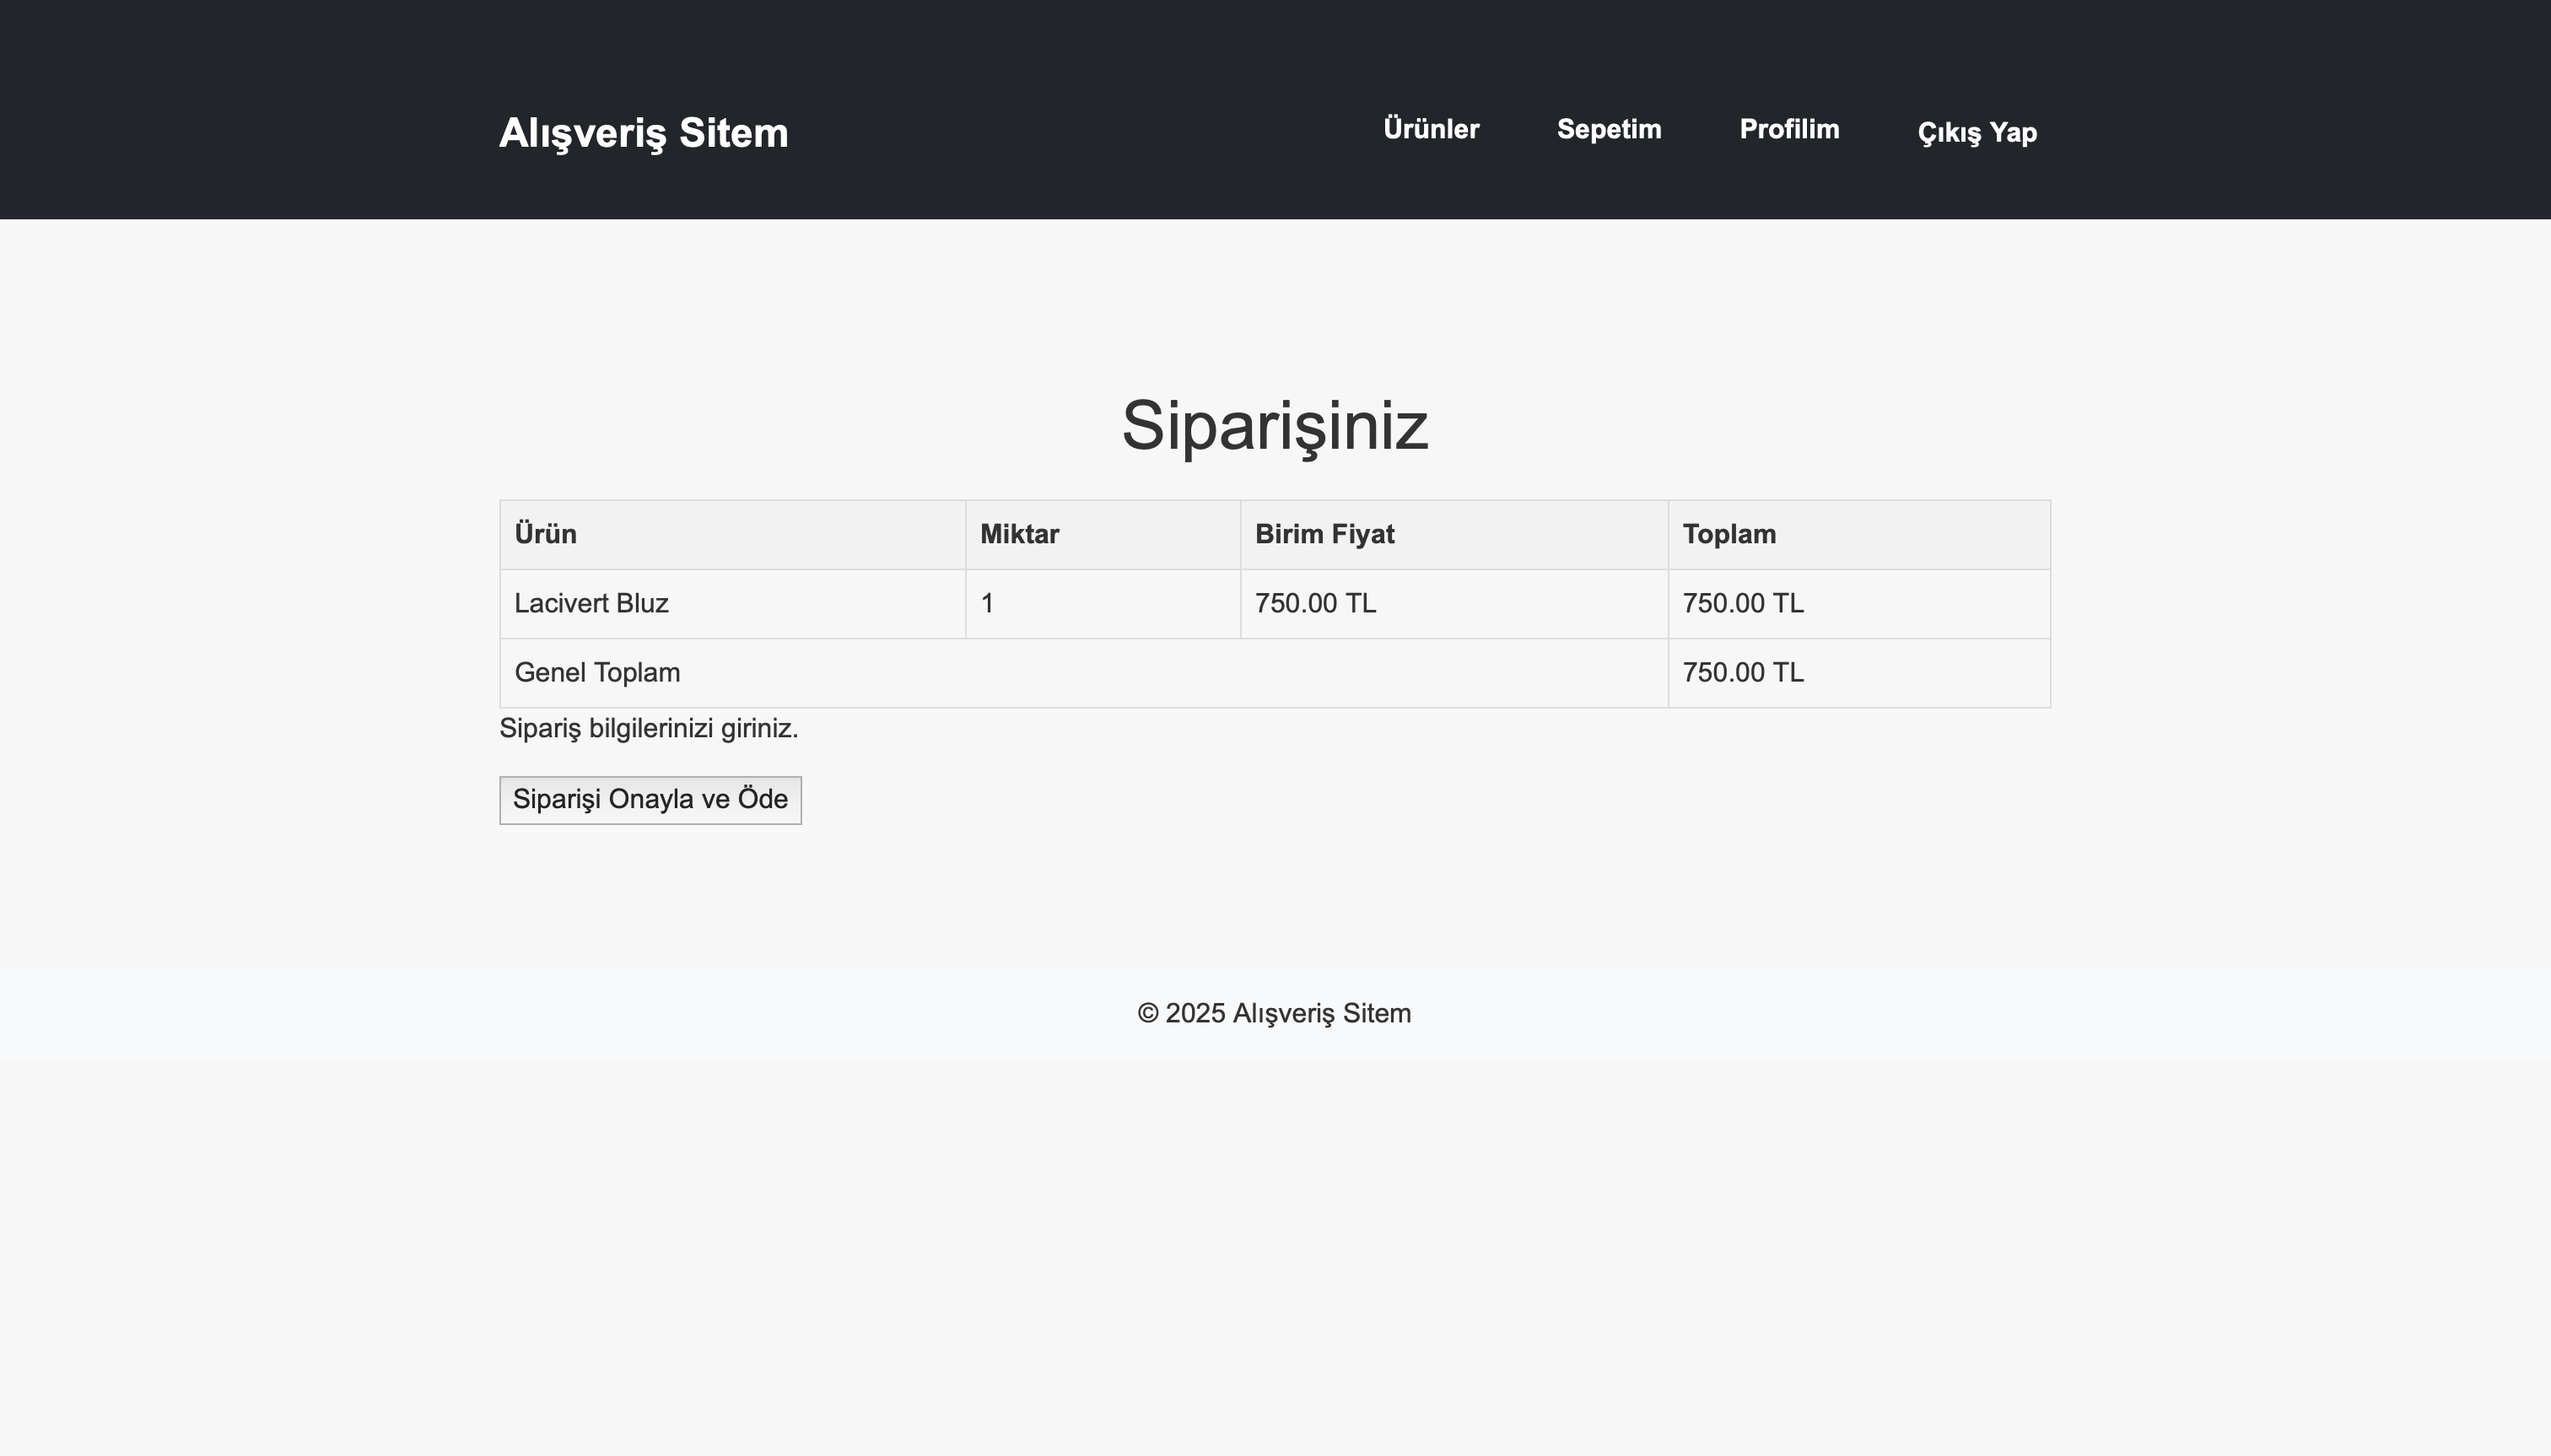 Alışveriş Sitem
Ürünler Sepetim Profilim Çıkış Yap
Siparişiniz
Ürün Miktar Birim Fiyat Toplam
Lacivert Bluz 1 750.00 TL 750.00 TL
Genel Toplam 750.00 TL
Sipariş bilgilerinizi giriniz.
Siparişi Onayla ve Öde
© 2025 Alışveriş Sitem